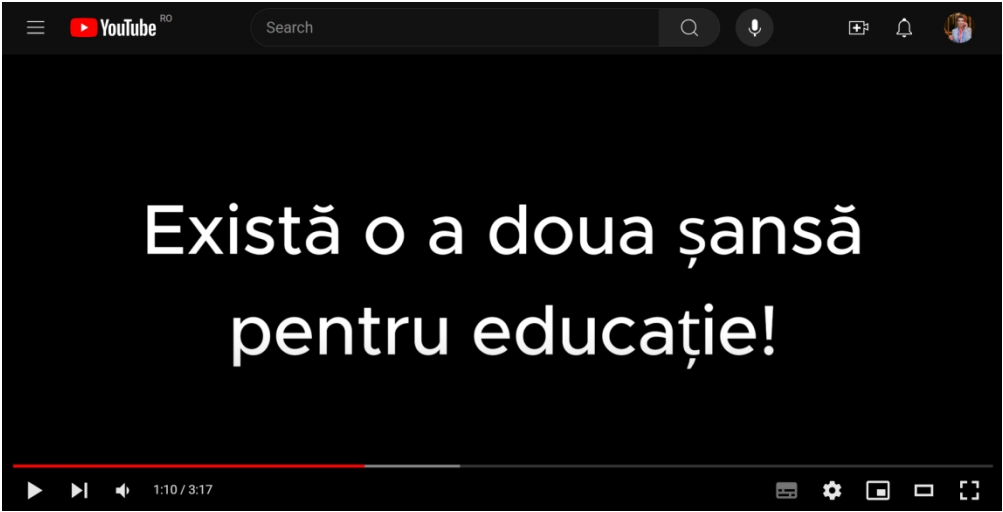 YouTube RO
Search
Există o a doua șansă
pentru educație!
1:10 / 3:17